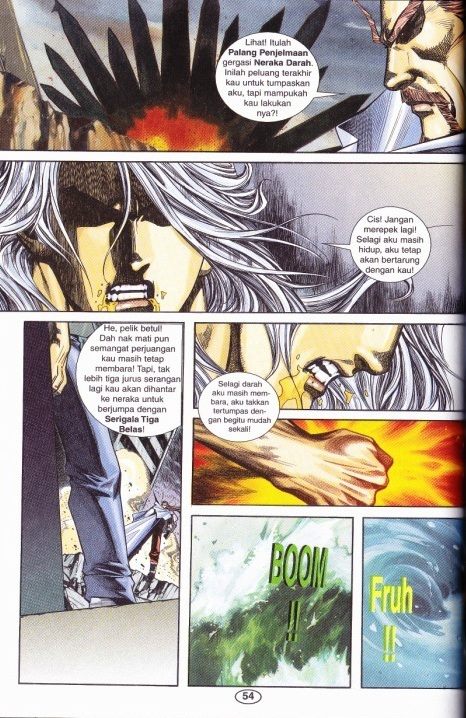 Lihat! Itulah
Palang Penjelmaan
gergasi Neraka Darah.
Inilah peluang terakhir
kau untuk tumpaskan
aku, tapi mampukah
kau lakukan
nya?!
Cis! Jangan
merepek lagi!
Selagi aku masih
hidup, aku tetap
akan bertarung
dengan kau!
He, pelik betul!
Dah nak mati pun
semangat perjuangan
kau masih tetap
membara! Tapi, tak
lebih tiga jurus serangan
lagi kau akan dihantar
ke neraka untuk
berjumpa dengan
Serigala Tiga
Belas!
Selagi darah
aku masih mem-
bara, aku takkan
tertumpas den-
gan begitu mudah
sekali!
BOOM
!!
Fruh
!!
54